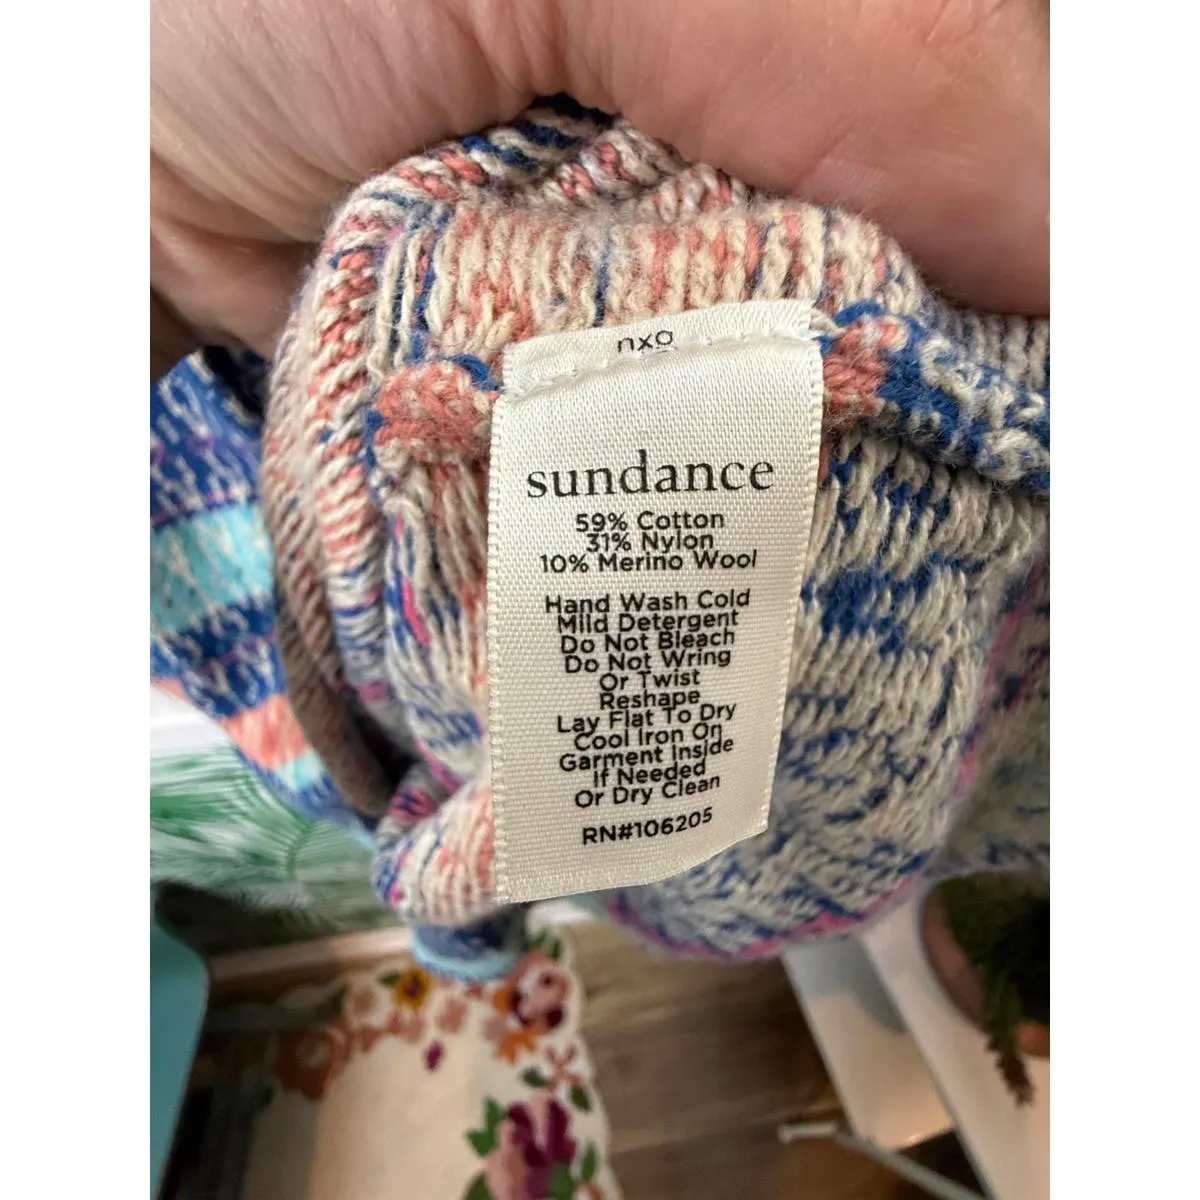 nxo
sundance
59% Cotton
31% Nylon
10% Merino Wool
Hand Wash Cold
Mild Detergent
Do Not Bleach
Do Not Wring
Or Twist
Reshape
Lay Flat To Dry
Cool Iron On
Garment Inside
If Needed
Or Dry Clean
RN#106205